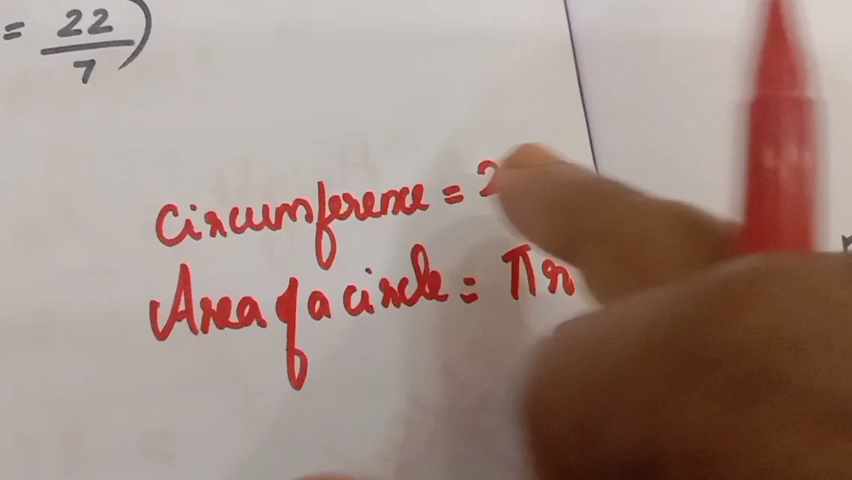 = 22/7)
Circumference = 2
Area of a circle = πr